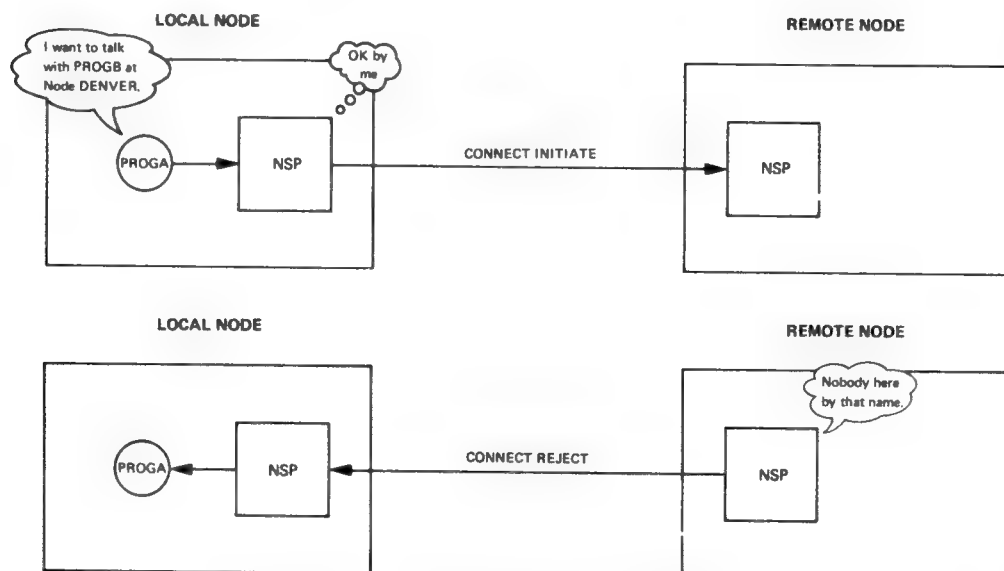 LOCAL NODE
REMOTE NODE
I want to talk
with PROGB at
Node DENVER.
OK by
me
PROGA
NSP
CONNECT INITIATE
NSP
LOCAL NODE
REMOTE NODE
Nobody here
by that name.
PROGA
NSP
CONNECT REJECT
NSP